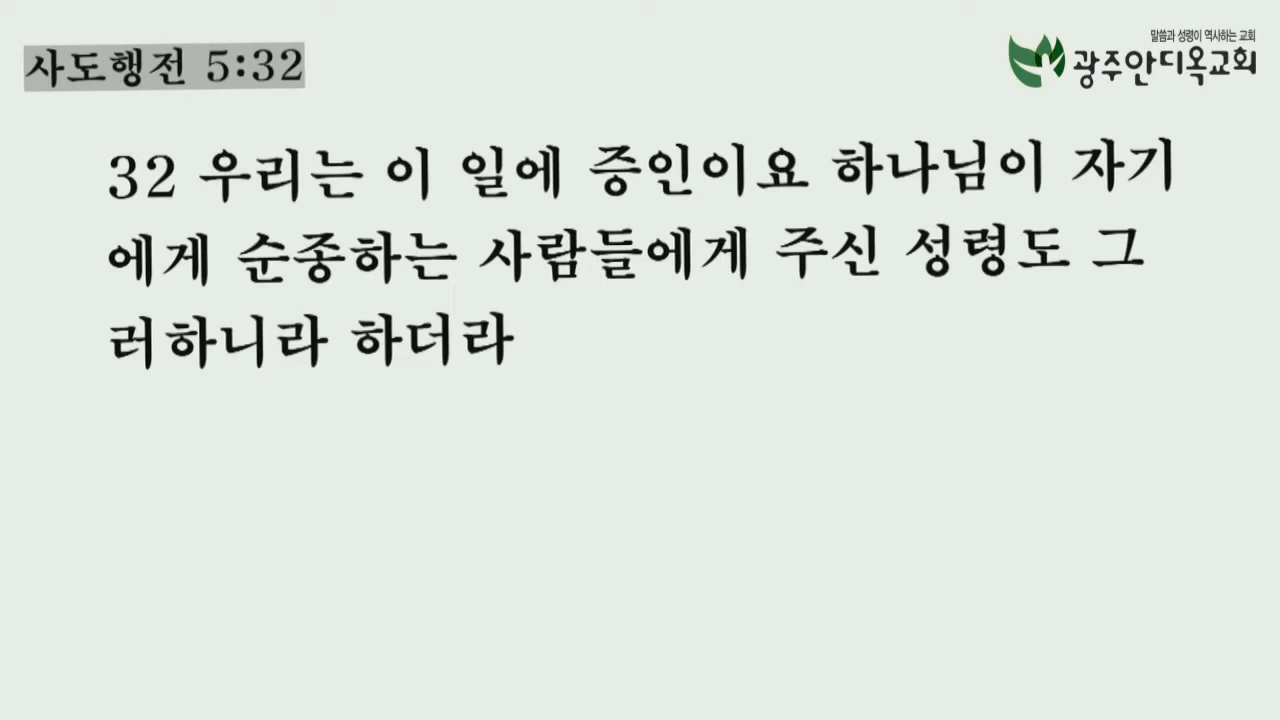 사도행전 5:32
말씀과 성령이 역사하는 교회
광주안디옥교회
32 우리는 이 일에 증인이요 하나님이 자기
에게 순종하는 사람들에게 주신 성령도 그
러하니라 하더라